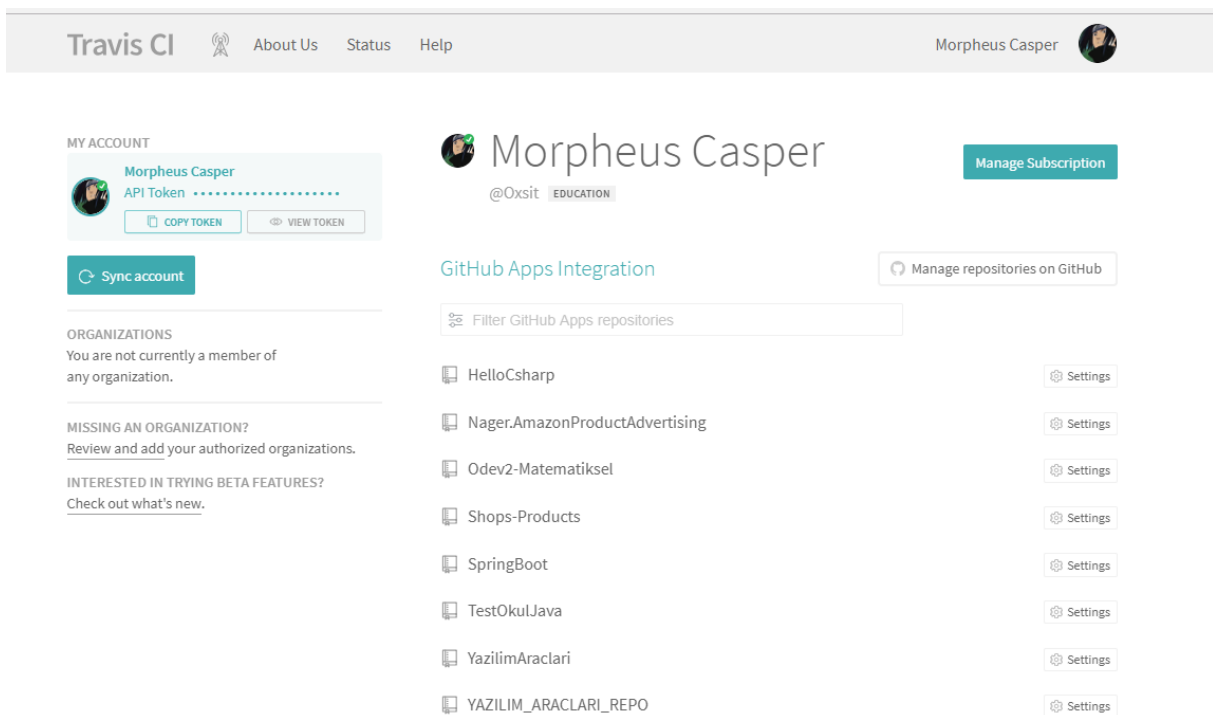 Travis CI About Us Status Help Morpheus Casper
MY ACCOUNT
Morpheus Casper
API Token ••••••••••••••••••••
COPY TOKEN VIEW TOKEN
Sync account
ORGANIZATIONS
You are not currently a member of
any organization.
MISSING AN ORGANIZATION?
Review and add your authorized organizations.
INTERESTED IN TRYING BETA FEATURES?
Check out what's new.
Morpheus Casper
Manage Subscription
@Oxsit EDUCATION
GitHub Apps Integration
Manage repositories on GitHub
Filter GitHub Apps repositories
HelloCsharp Settings
Nager.AmazonProductAdvertising Settings
Odev2-Matematiksel Settings
Shops-Products Settings
SpringBoot Settings
TestOkulJava Settings
YazilimAraclari Settings
YAZILIM_ARACLARI_REPO Settings